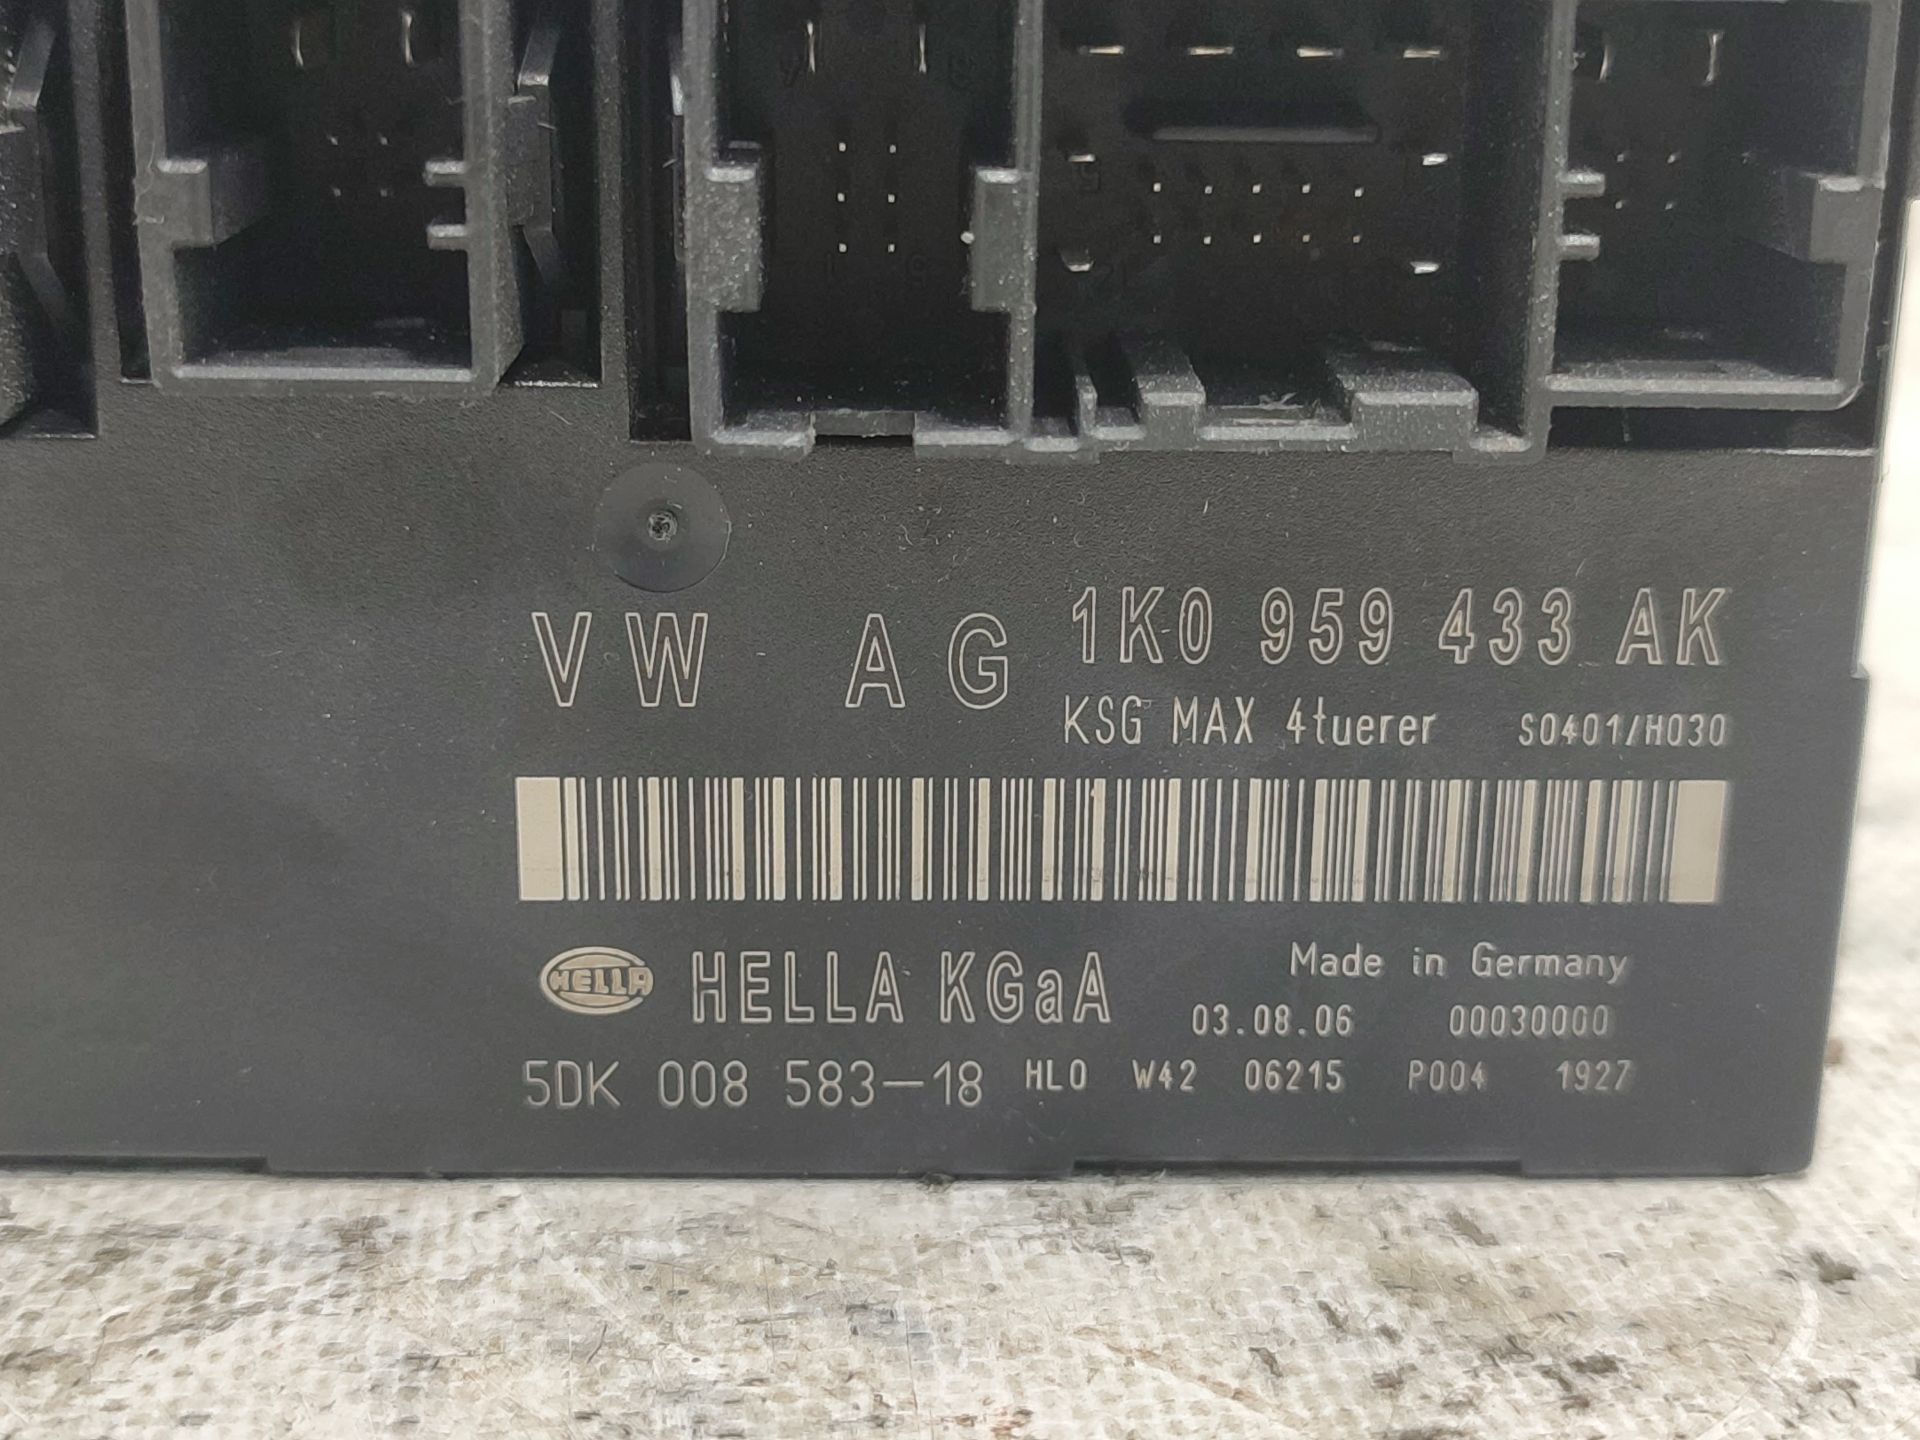 VW AG 1K0 959 433 AK
KSG MAX 4tuerer S0401/H030
HELLA HELLA KGaA Made in Germany
03.08.06 00030000
5DK 008 583-18 HL0 W42 06215 P004 1927